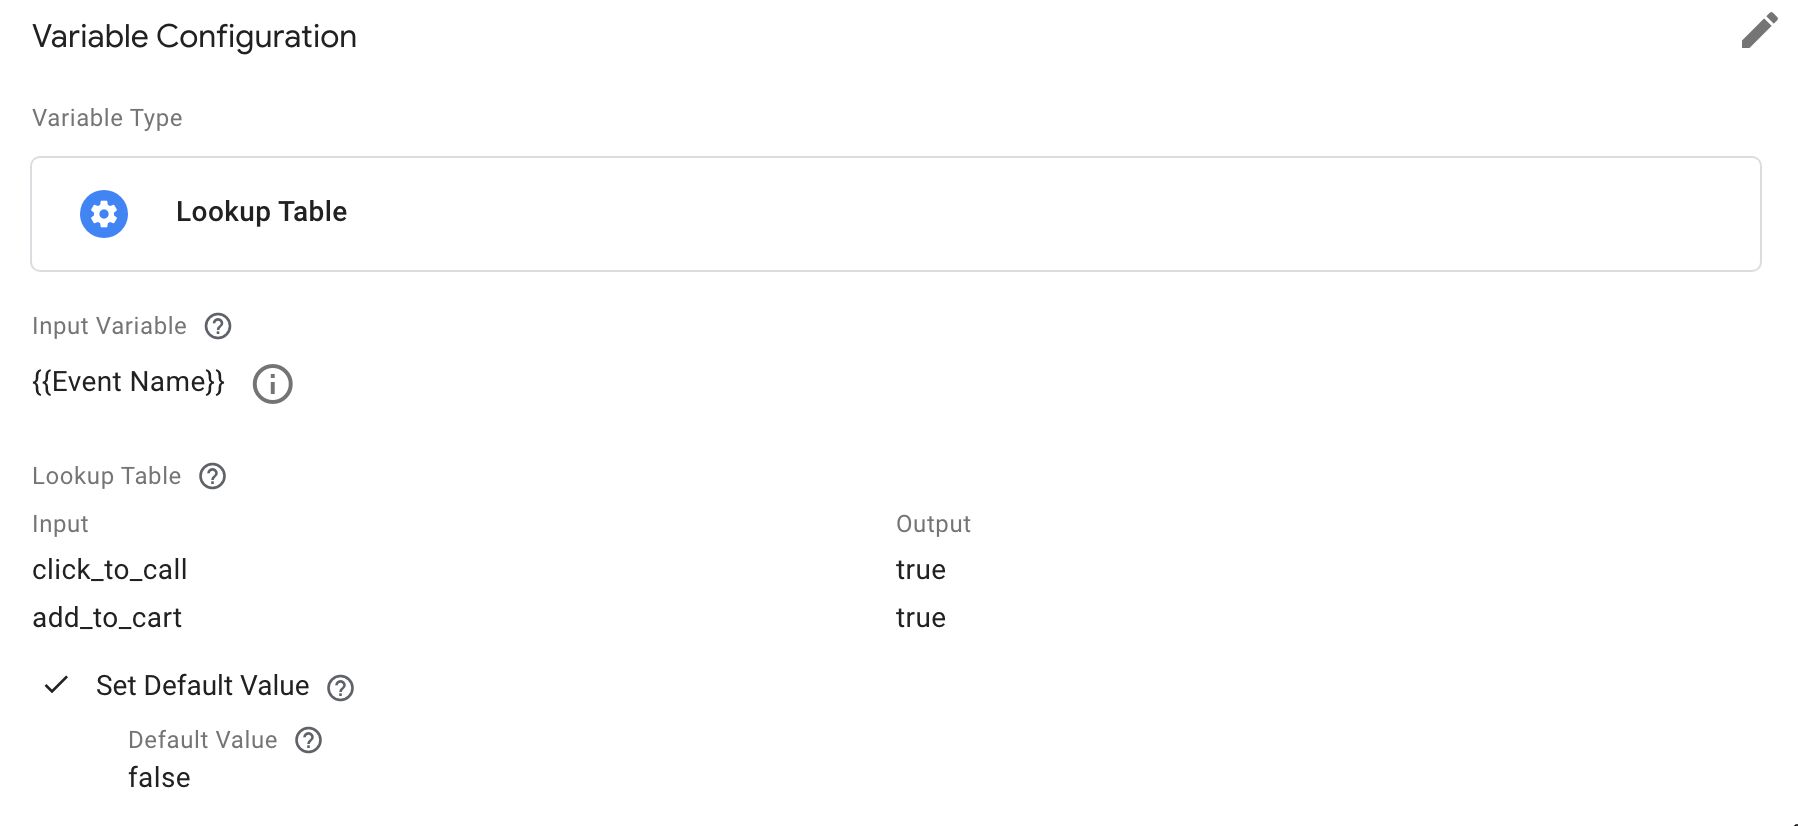 Variable Configuration
Variable Type
Lookup Table
Input Variable
{{Event Name}}
Lookup Table
Input Output
click_to_call true
add_to_cart true
Set Default Value
Default Value
false